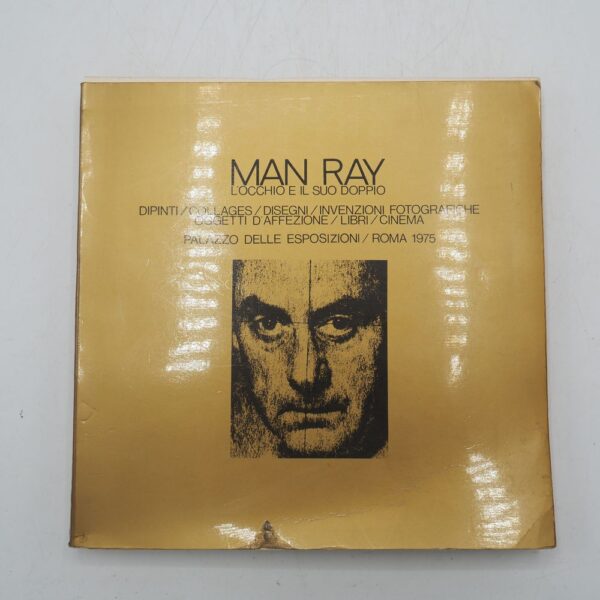 MAN RAY
L'OCCHIO E IL SUO DOPPIO
DIPINTI / COLLAGES / DISEGNI / INVENZIONI FOTOGRAFICHE
OGGETTI D'AFFEZIONE / LIBRI / CINEMA
PALAZZO DELLE ESPOSIZIONI / ROMA 1975